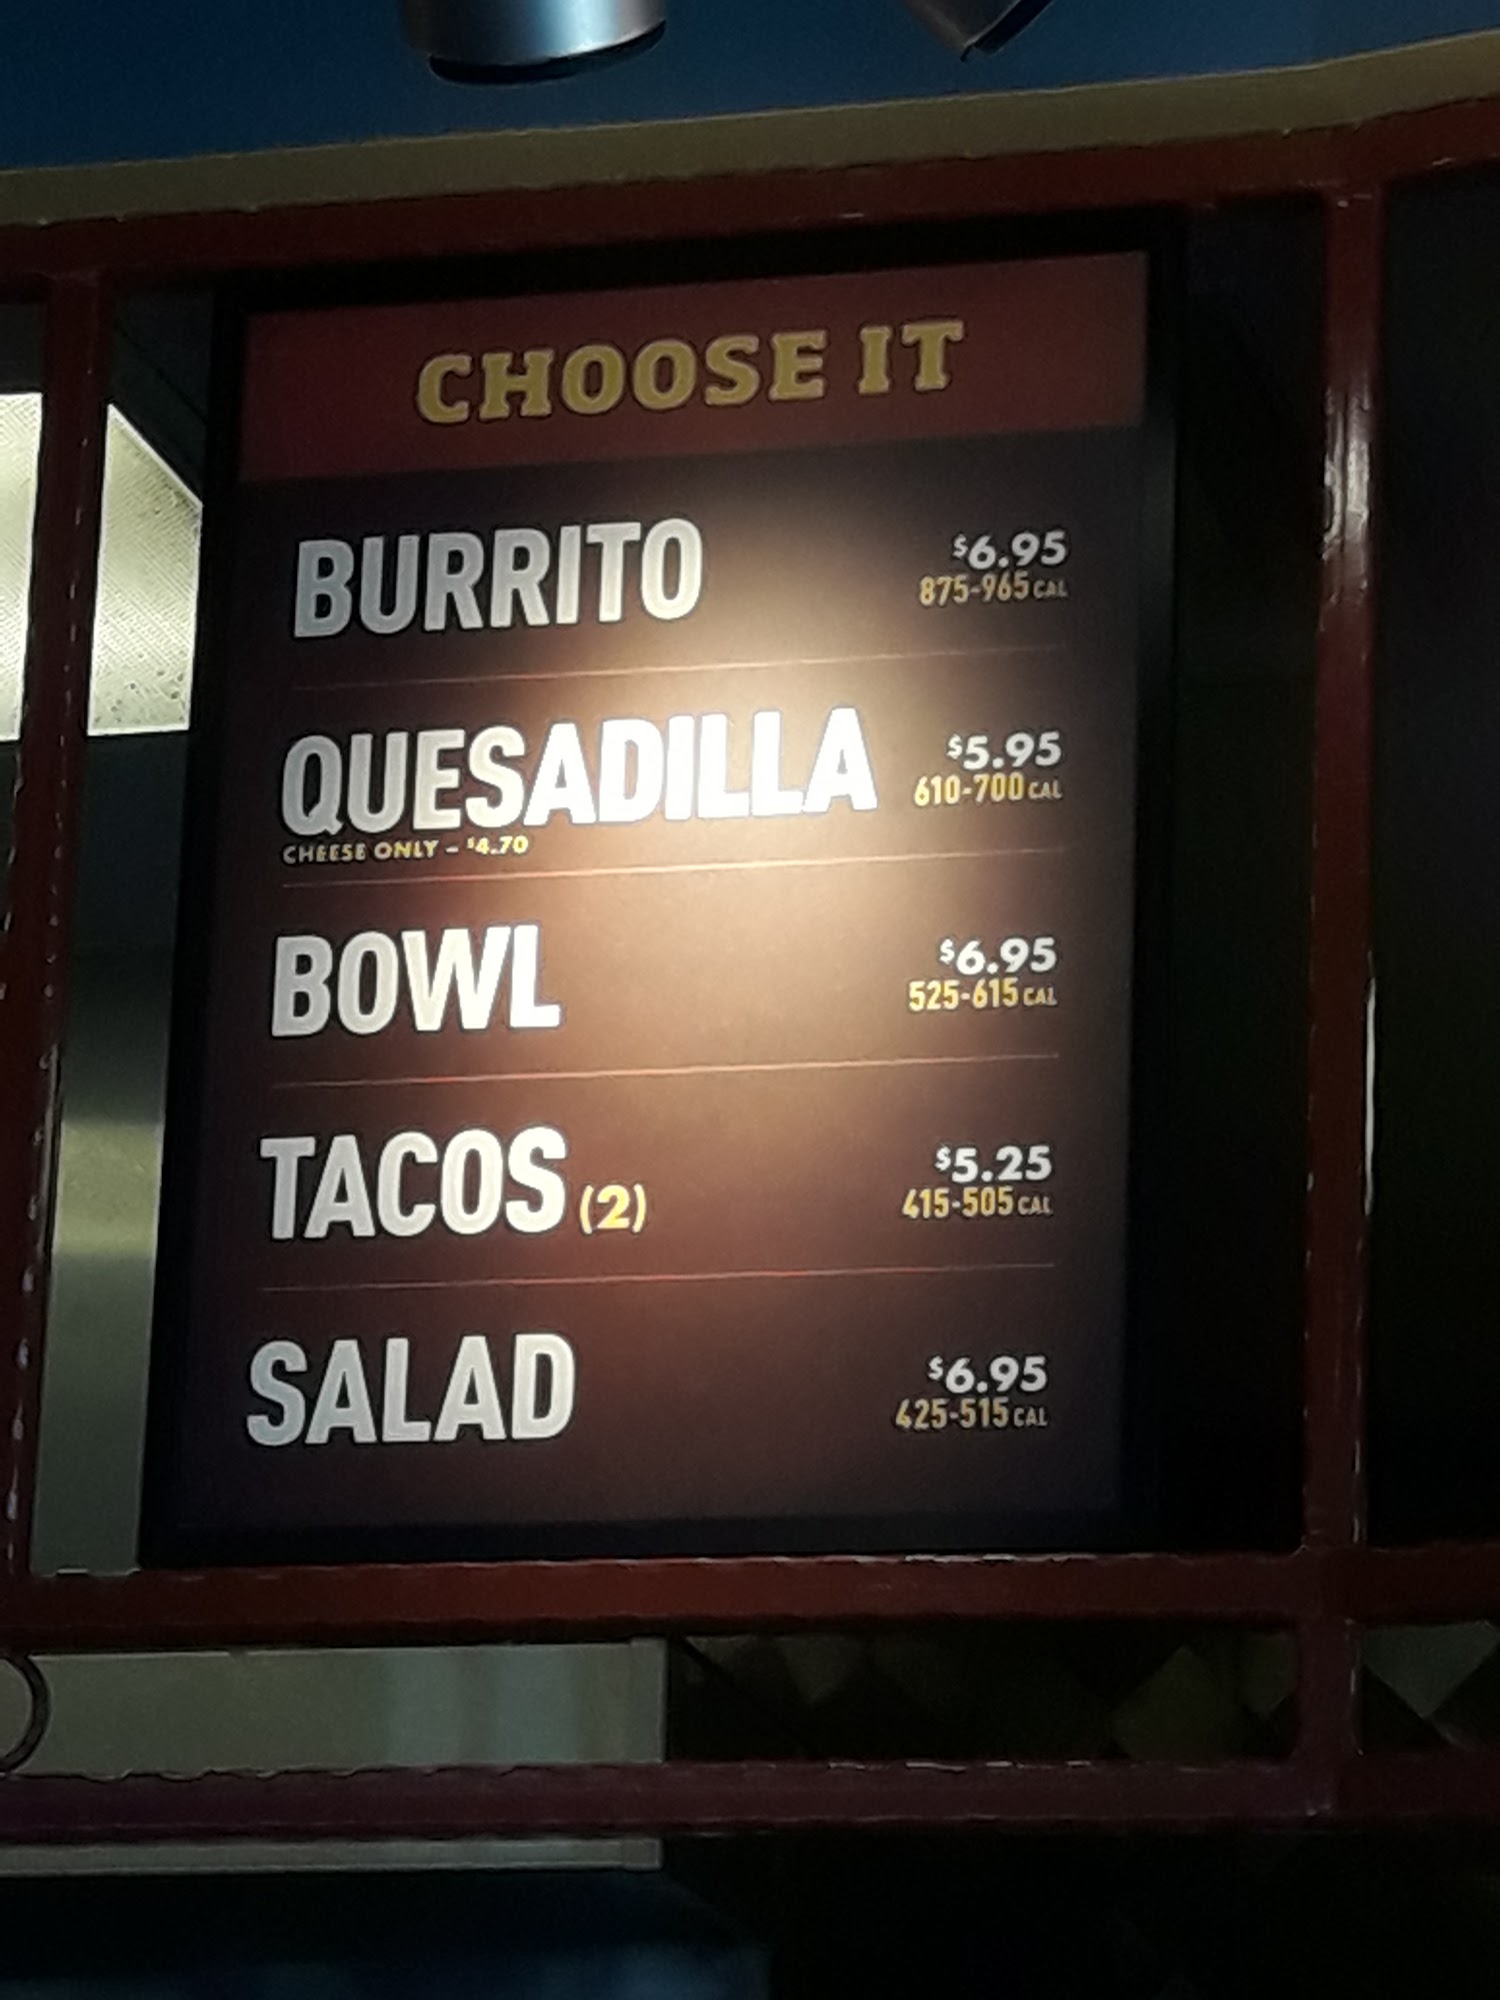 CHOOSE IT
BURRITO $6.95
875-965 CAL
QUESADILLA $5.95
610-700 CAL
CHEESE ONLY - $4.70
BOWL $6.95
525-615 CAL
TACOS (2) $5.25
415-505 CAL
SALAD $6.95
425-515 CAL